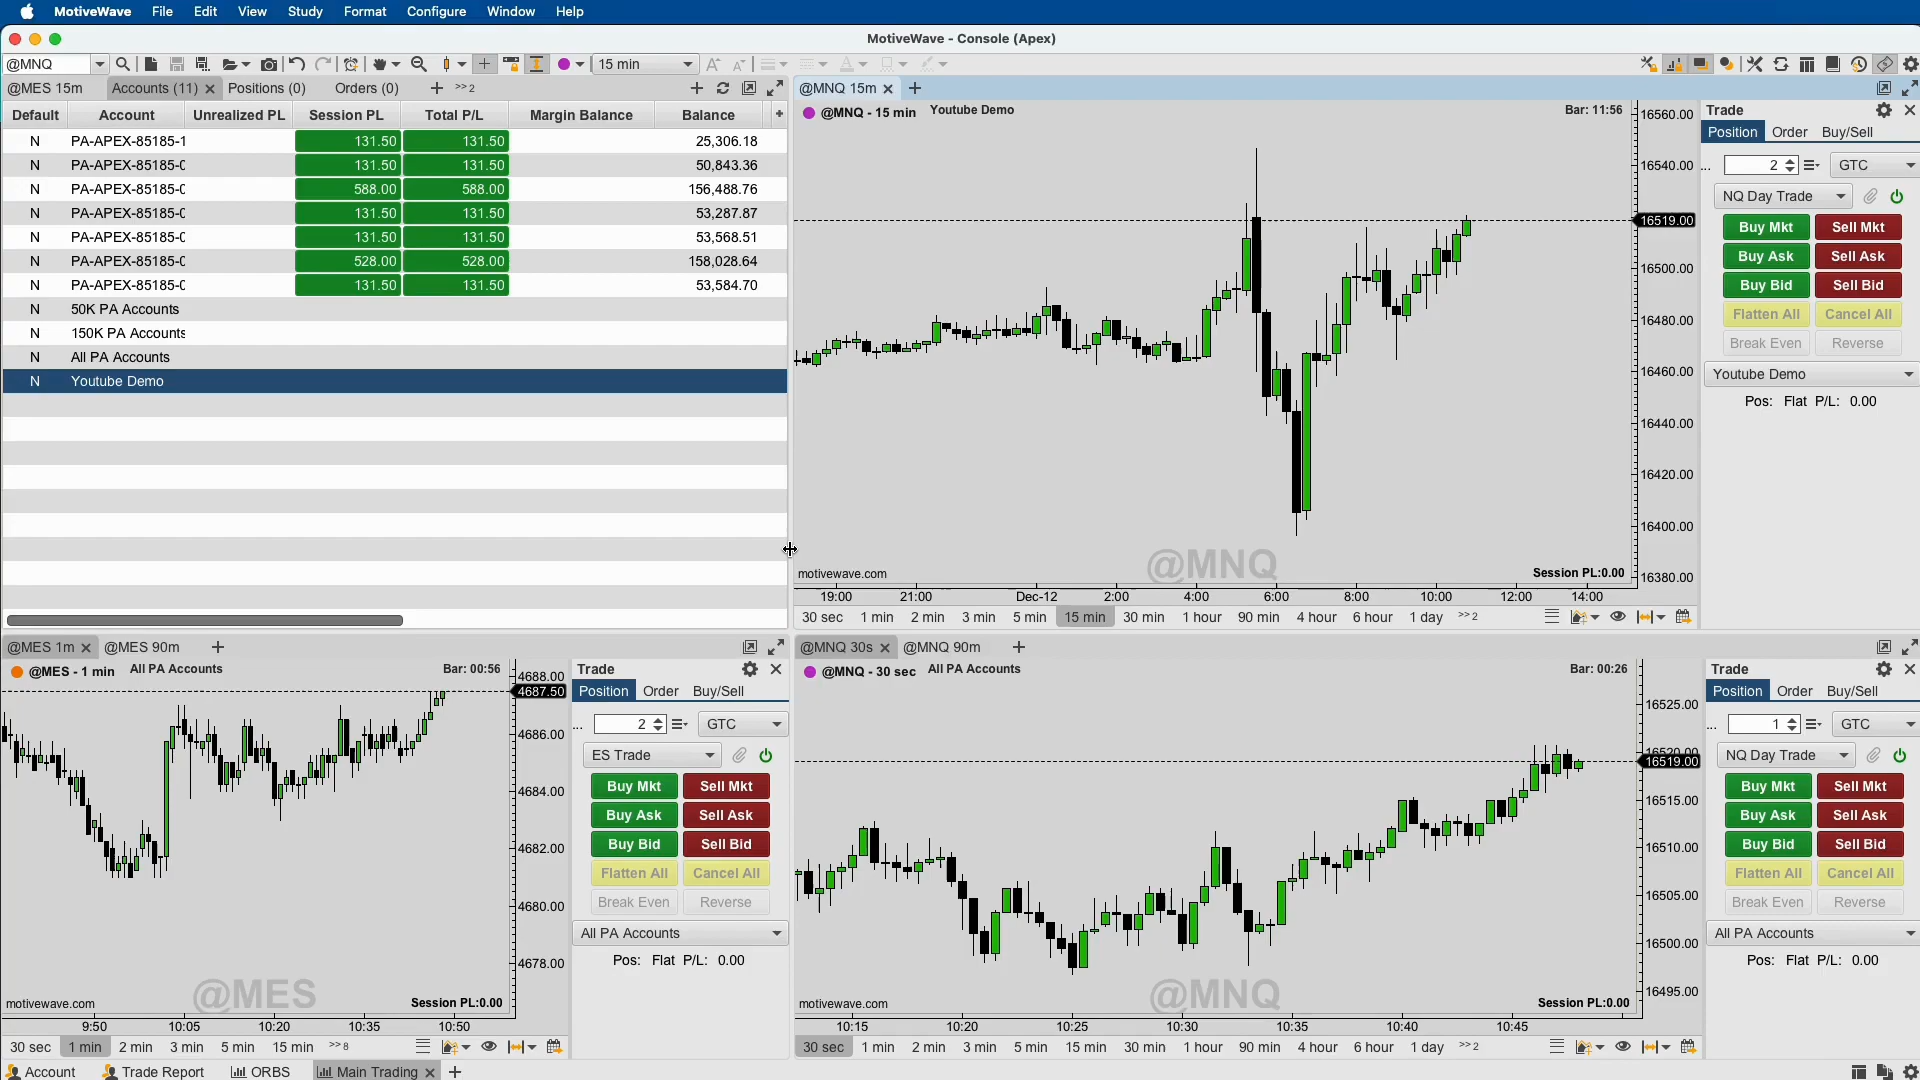 MotiveWave File Edit View Study Format Configure Window Help
MotiveWave - Console (Apex)
@MNQ 15 min
@MES 15m Accounts (11) Positions (0) Orders (0) >>2
Default Account Unrealized PL Session PL Total P/L Margin Balance Balance
N PA-APEX-85185-1 131.50 131.50 25,306.18
N PA-APEX-85185-0 131.50 131.50 50,843.36
N PA-APEX-85185-0 588.00 588.00 156,488.76
N PA-APEX-85185-0 131.50 131.50 53,287.87
N PA-APEX-85185-0 131.50 131.50 53,568.51
N PA-APEX-85185-0 528.00 528.00 158,028.64
N PA-APEX-85185-0 131.50 131.50 53,584.70
N 50K PA Accounts
N 150K PA Accounts
N All PA Accounts
N Youtube Demo
@MNQ 15m
@MNQ - 15 min Youtube Demo Bar: 11:56
16560.00
16540.00
16519.00
16500.00
16480.00
16460.00
16440.00
16420.00
16400.00
16380.00
@MNQ
motivewave.com Session PL:0.00
19:00 21:00 Dec-12 2:00 4:00 6:00 8:00 10:00 12:00 14:00
30 sec 1 min 2 min 3 min 5 min 15 min 30 min 1 hour 90 min 4 hour 6 hour 1 day >>2
Trade
Position Order Buy/Sell
... 2 GTC
NQ Day Trade
Buy Mkt Sell Mkt
Buy Ask Sell Ask
Buy Bid Sell Bid
Flatten All Cancel All
Break Even Reverse
Youtube Demo
Pos: Flat P/L: 0.00
@MES 1m @MES 90m
@MES - 1 min All PA Accounts Bar: 00:56
4688.00
4687.50
4686.00
4684.00
4682.00
4680.00
4678.00
@MES
motivewave.com Session PL:0.00
9:50 10:05 10:20 10:35 10:50
30 sec 1 min 2 min 3 min 5 min 15 min >>8
Trade
Position Order Buy/Sell
... 2 GTC
ES Trade
Buy Mkt Sell Mkt
Buy Ask Sell Ask
Buy Bid Sell Bid
Flatten All Cancel All
Break Even Reverse
All PA Accounts
Pos: Flat P/L: 0.00
@MNQ 30s @MNQ 90m
@MNQ - 30 sec All PA Accounts Bar: 00:26
16525.00
16520.00
16519.00
16515.00
16510.00
16505.00
16500.00
16495.00
@MNQ
motivewave.com Session PL:0.00
10:15 10:20 10:25 10:30 10:35 10:40 10:45
30 sec 1 min 2 min 3 min 5 min 15 min 30 min 1 hour 90 min 4 hour 6 hour 1 day >>2
Trade
Position Order Buy/Sell
... 1 GTC
NQ Day Trade
Buy Mkt Sell Mkt
Buy Ask Sell Ask
Buy Bid Sell Bid
Flatten All Cancel All
Break Even Reverse
All PA Accounts
Pos: Flat P/L: 0.00
Account Trade Report ORBS Main Trading